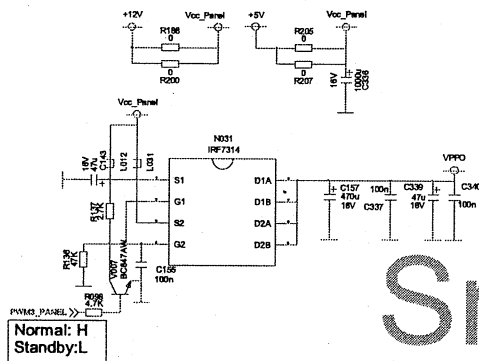 +12V
Vcc_Panel
+5V
Vcc_Panel
R186
0
R205
0
0
R200
0
R207
16V
1000u
C338
Vcc_Panel
16V
47u
C143
L012
L031
N031
IRF7314
S1
D1A
G1
D1B
S2
D2A
G2
D2B
VPPO
C157
470u
16V
100n
C337
C339
47u
16V
C340
100n
R137
2.7K
R136
47K
V007
BC847AW
C155
100n
PWM3_PANEL
R098
4.7K
Normal: H
Standby:L